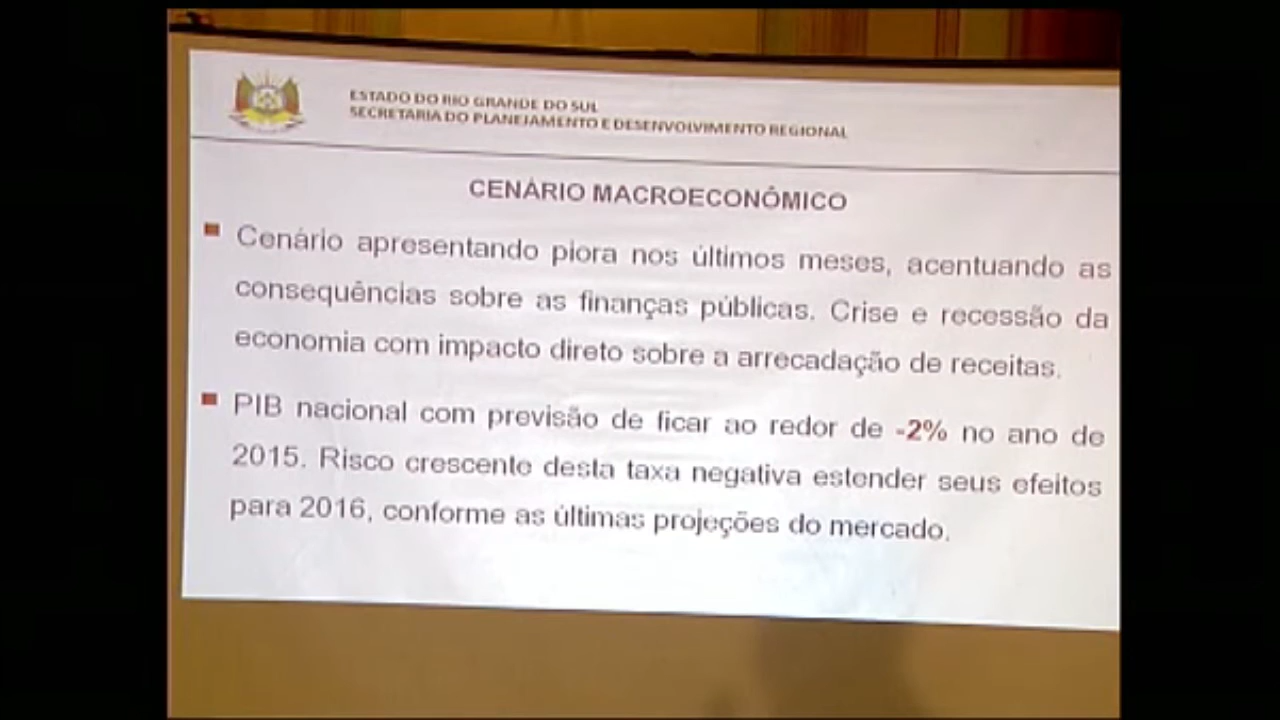 ESTADO DO RIO GRANDE DO SUL
SECRETARIA DO PLANEJAMENTO E DESENVOLVIMENTO REGIONAL
CENÁRIO MACROECONÔMICO
Cenário apresentando piora nos últimos meses, acentuando as
consequências sobre as finanças públicas. Crise e recessão da
economia com impacto direto sobre a arrecadação de receitas.
PIB nacional com previsão de ficar ao redor de -2% no ano de
2015. Risco crescente desta taxa negativa estender seus efeitos
para 2016, conforme as últimas projeções do mercado.